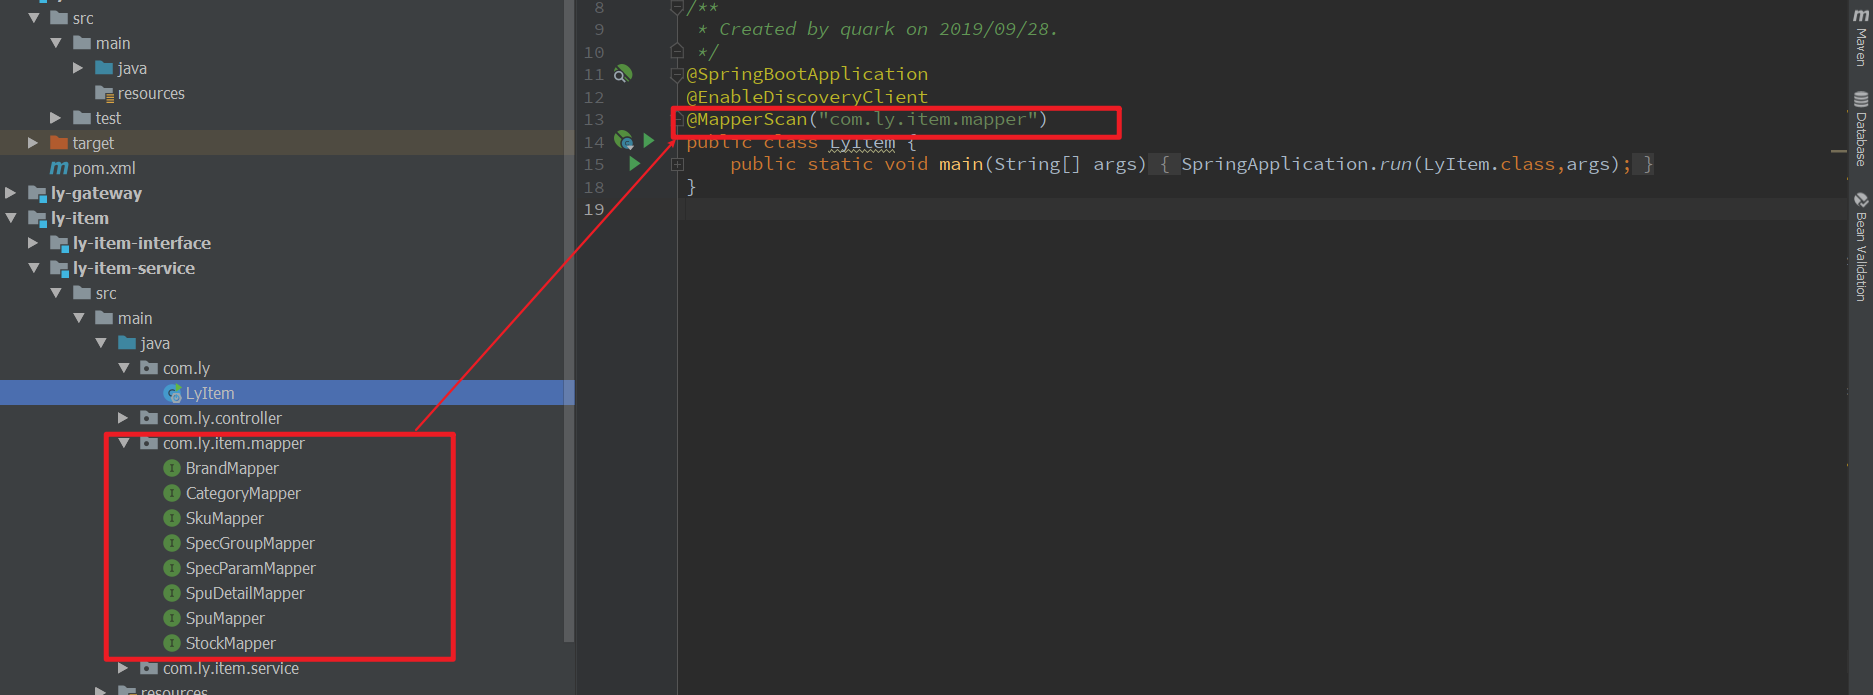 src
main
java
resources
test
target
pom.xml
ly-gateway
ly-item
ly-item-interface
ly-item-service
src
main
java
com.ly
LyItem
com.ly.controller
com.ly.item.mapper
BrandMapper
CategoryMapper
SkuMapper
SpecGroupMapper
SpecParamMapper
SpuDetailMapper
SpuMapper
StockMapper
com.ly.item.service
resources
8 /**
9 * Created by quark on 2019/09/28.
10 */
11 @SpringBootApplication
12 @EnableDiscoveryClient
13 @MapperScan("com.ly.item.mapper")
14 public class LyItem {
15 public static void main(String[] args) { SpringApplication.run(LyItem.class,args); }
18 }
19
Maven
Database
Bean Validation